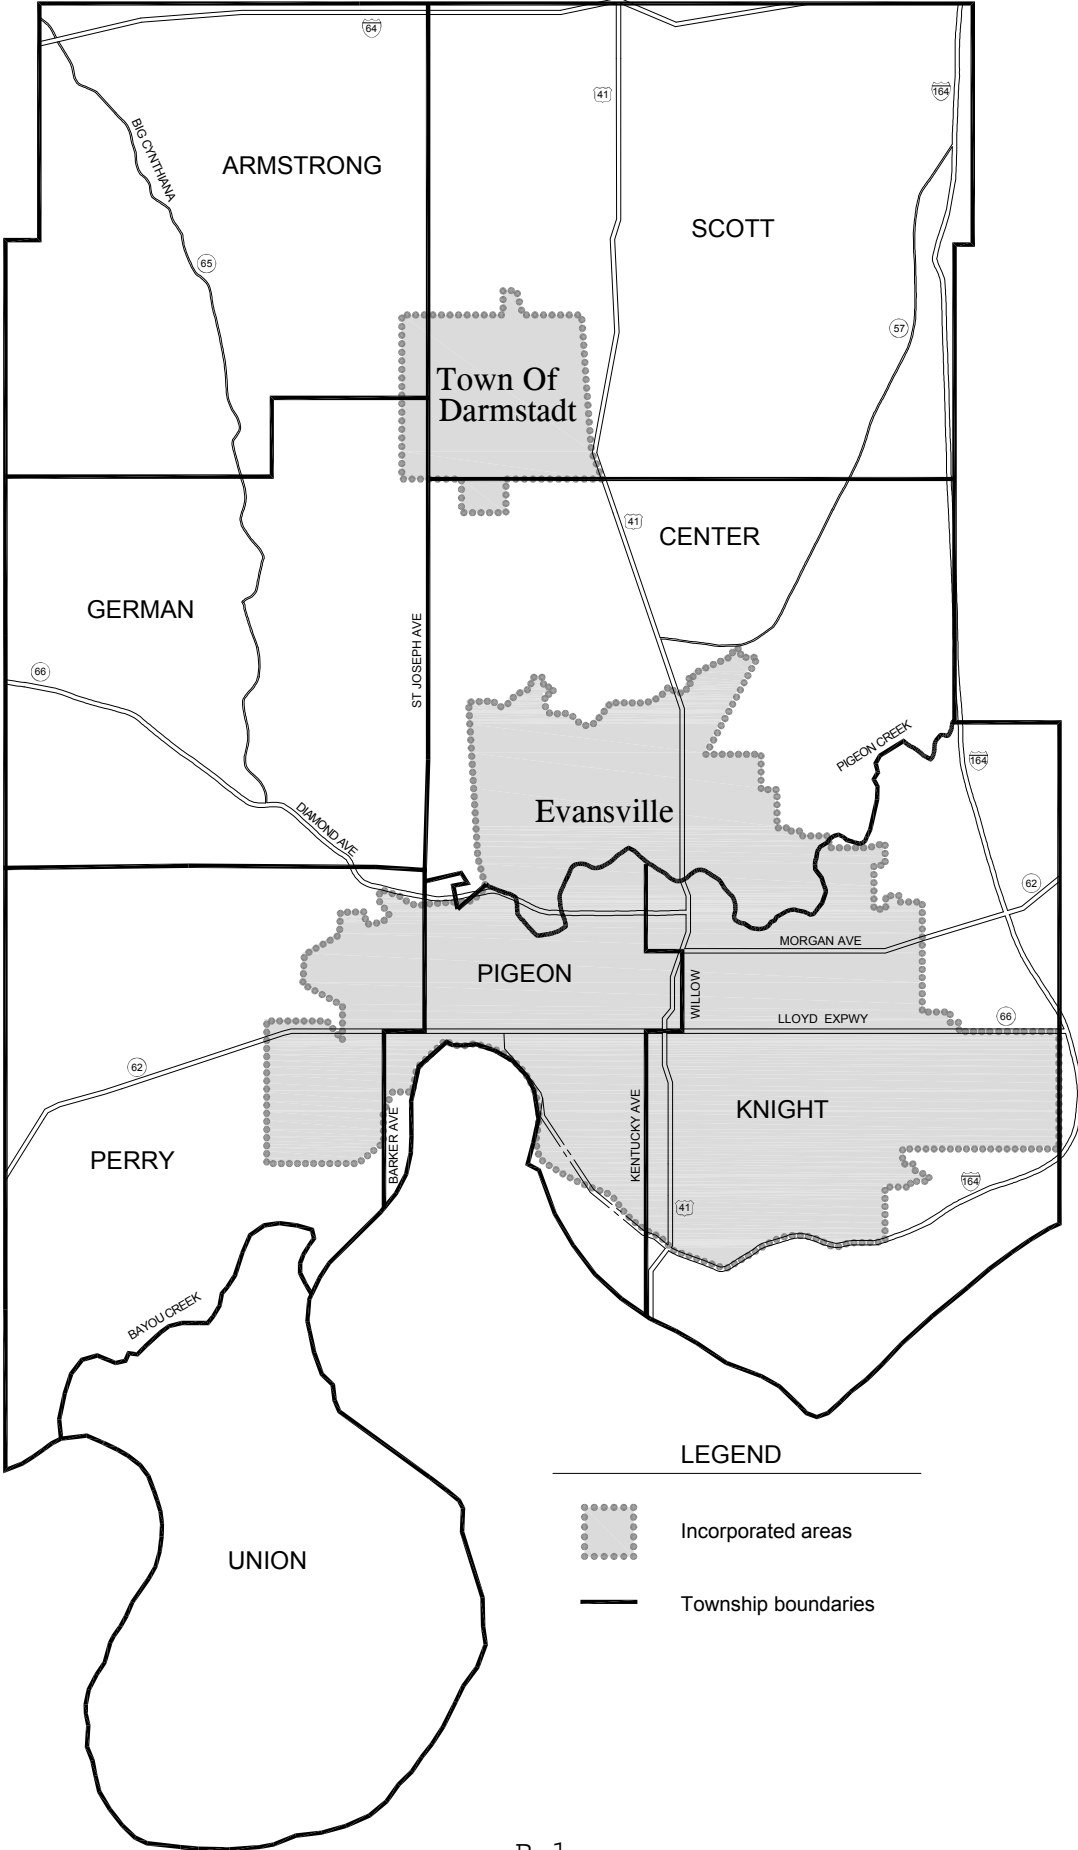 64
41
164
BIG CYNTHIANA
ARMSTRONG
SCOTT
65
57
Town Of
Darmstadt
41
CENTER
GERMAN
ST JOSEPH AVE
66
PIGEON CREEK
164
DIAMOND AVE
Evansville
62
MORGAN AVE
PIGEON
WILLOW
LLOYD EXPWY
66
62
KNIGHT
BARKER AVE
KENTUCKY AVE
PERRY
164
41
BAYOU CREEK
LEGEND
Incorporated areas
UNION
Township boundaries